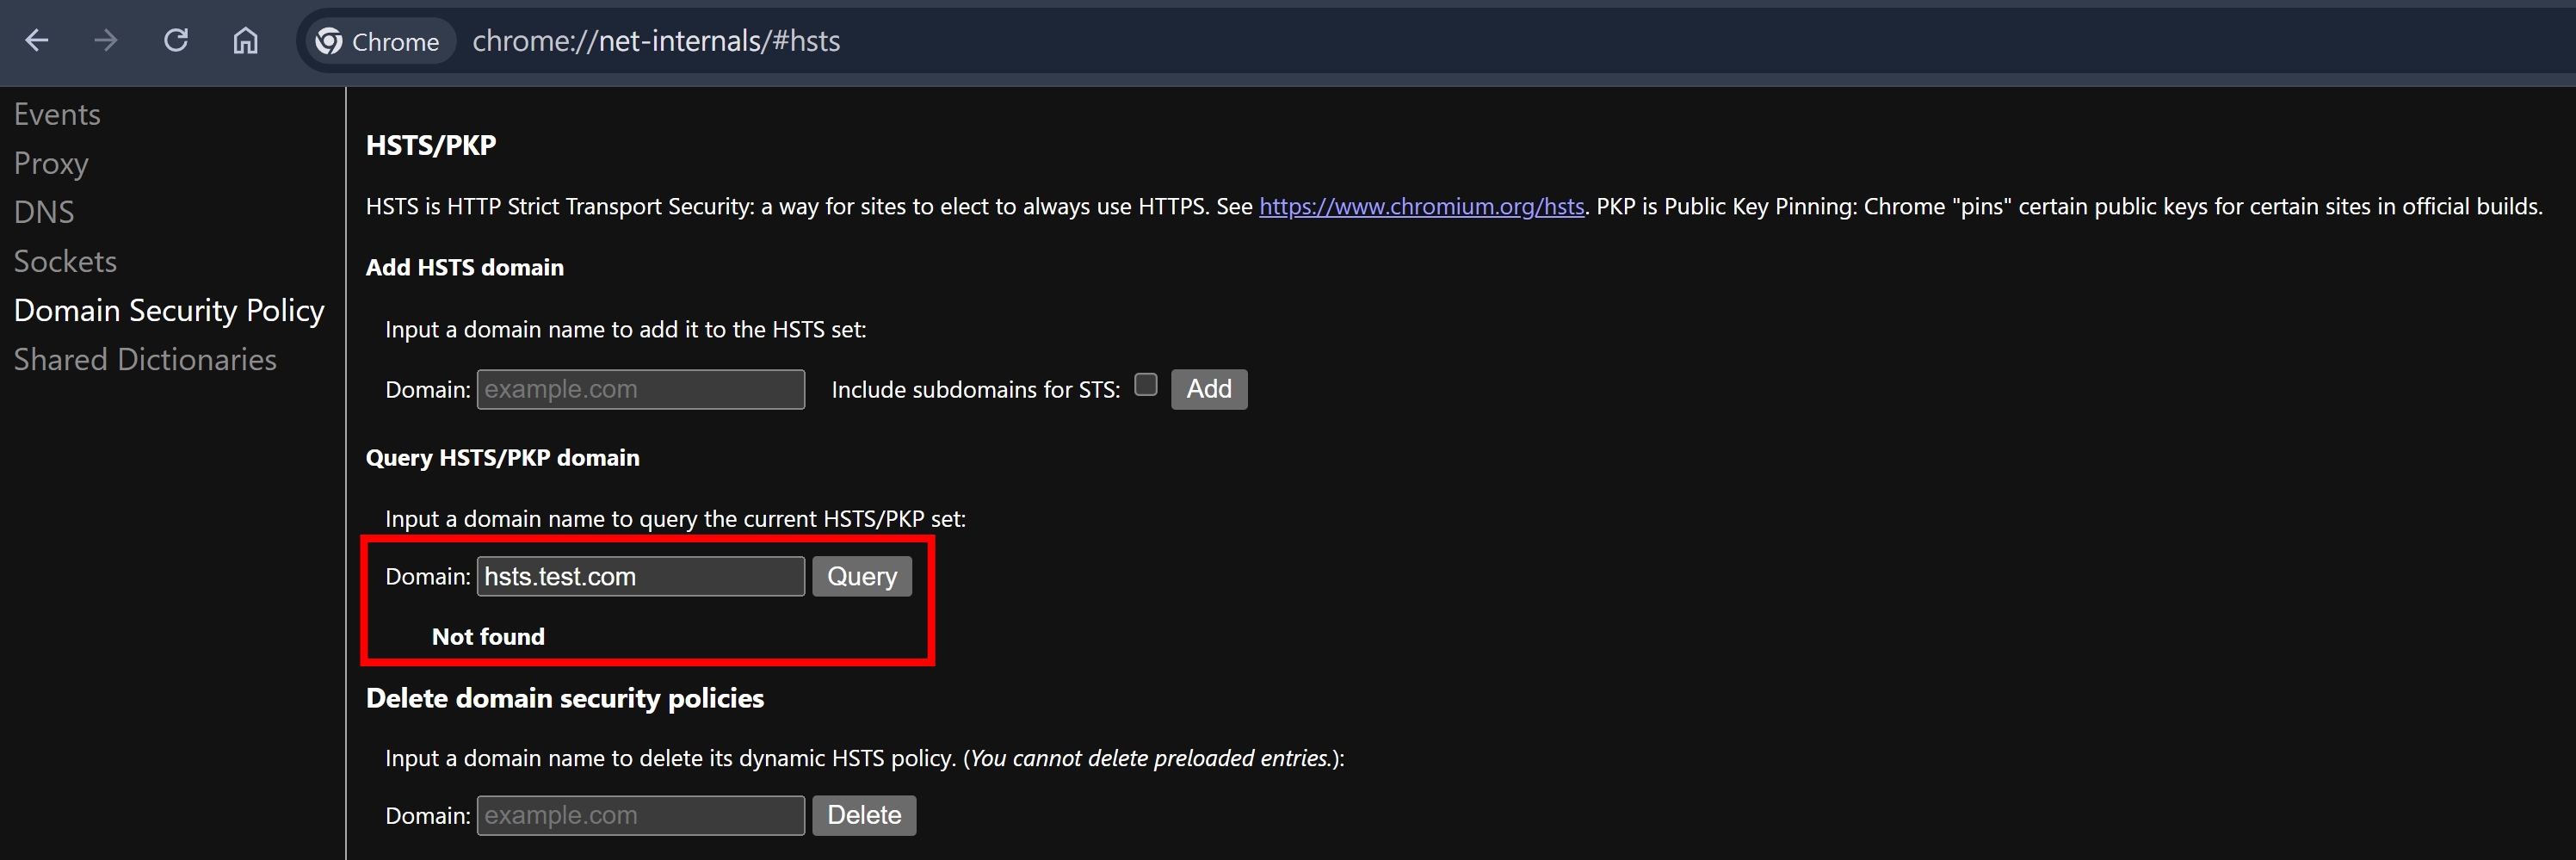 Chrome chrome://net-internals/#hsts
Events
Proxy
DNS
Sockets
Domain Security Policy
Shared Dictionaries
HSTS/PKP
HSTS is HTTP Strict Transport Security: a way for sites to elect to always use HTTPS. See https://www.chromium.org/hsts. PKP is Public Key Pinning: Chrome "pins" certain public keys for certain sites in official builds.
Add HSTS domain
Input a domain name to add it to the HSTS set:
Domain: example.com Include subdomains for STS: Add
Query HSTS/PKP domain
Input a domain name to query the current HSTS/PKP set:
Domain: hsts.test.com Query
Not found
Delete domain security policies
Input a domain name to delete its dynamic HSTS policy. (You cannot delete preloaded entries.):
Domain: example.com Delete